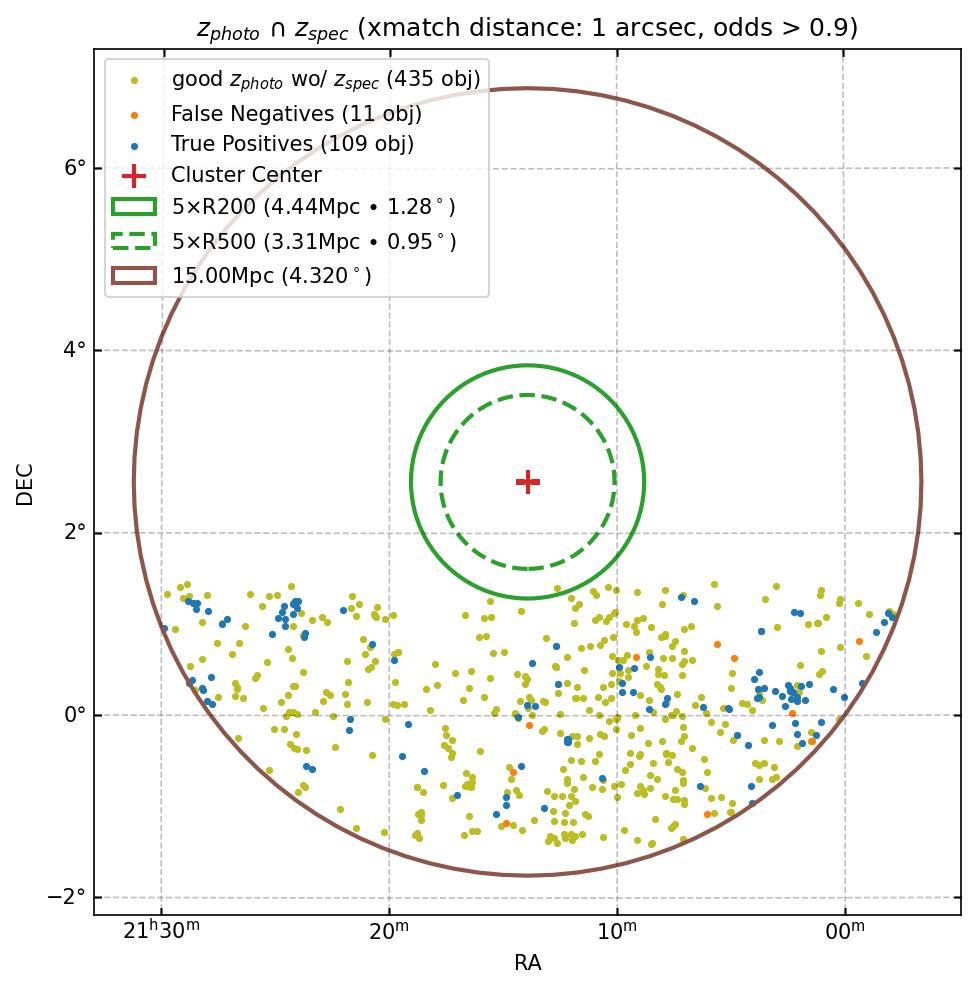 z_photo ∩ z_spec (xmatch distance: 1 arcsec, odds > 0.9)
good z_photo wo/ z_spec (435 obj)
False Negatives (11 obj)
True Positives (109 obj)
Cluster Center
5×R200 (4.44Mpc • 1.28°)
5×R500 (3.31Mpc • 0.95°)
15.00Mpc (4.320°)
6°
4°
2°
0°
−2°
DEC
21h30m 20m 10m 00m
RA